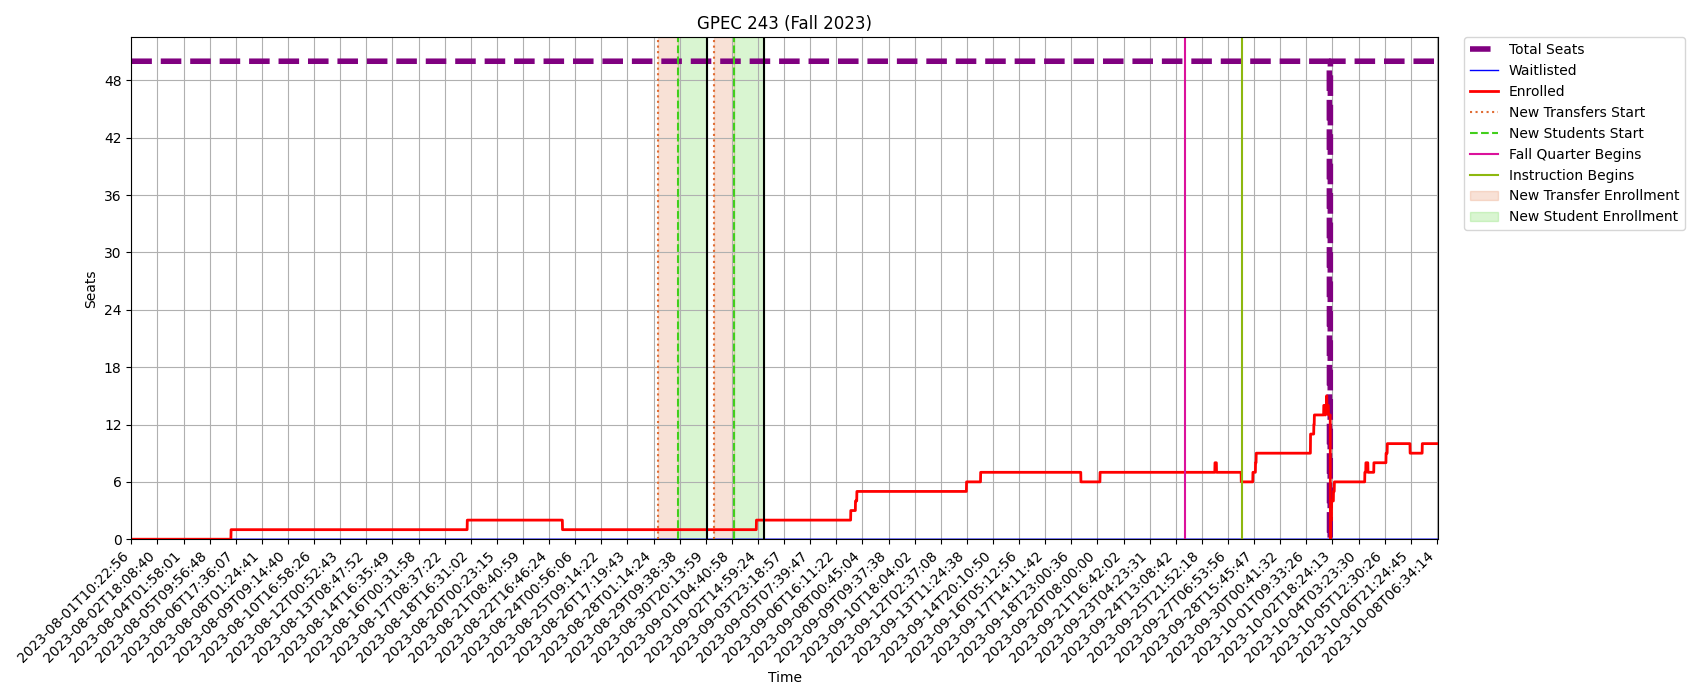 GPEC 243 (Fall 2023)
Total Seats
Waitlisted
Enrolled
New Transfers Start
New Students Start
Fall Quarter Begins
Instruction Begins
New Transfer Enrollment
New Student Enrollment
Seats
48
42
36
30
24
18
12
6
0
2023-08-01T10:22:56
2023-08-02T18:08:40
2023-08-04T01:58:01
2023-08-05T09:56:48
2023-08-06T17:36:07
2023-08-08T01:24:41
2023-08-09T09:14:40
2023-08-10T16:58:26
2023-08-12T00:52:43
2023-08-13T08:47:52
2023-08-14T16:35:49
2023-08-16T00:31:58
2023-08-17T08:37:22
2023-08-18T16:31:02
2023-08-20T00:23:15
2023-08-21T08:40:59
2023-08-22T16:46:24
2023-08-24T00:56:06
2023-08-25T09:14:22
2023-08-26T17:19:43
2023-08-28T01:14:24
2023-08-29T09:38:38
2023-08-30T20:13:59
2023-09-01T04:40:58
2023-09-02T14:59:24
2023-09-03T23:18:57
2023-09-05T07:39:47
2023-09-06T16:11:22
2023-09-08T00:45:04
2023-09-09T09:37:38
2023-09-10T18:04:02
2023-09-12T02:37:08
2023-09-13T11:24:38
2023-09-14T20:10:50
2023-09-16T05:12:56
2023-09-17T14:11:42
2023-09-18T23:00:36
2023-09-20T08:00:00
2023-09-21T16:42:02
2023-09-23T04:23:31
2023-09-24T13:08:42
2023-09-25T21:52:18
2023-09-27T06:53:56
2023-09-28T15:45:47
2023-09-30T00:41:32
2023-10-01T09:33:26
2023-10-02T18:24:13
2023-10-04T03:23:30
2023-10-05T12:30:26
2023-10-06T21:24:45
2023-10-08T06:34:14
Time